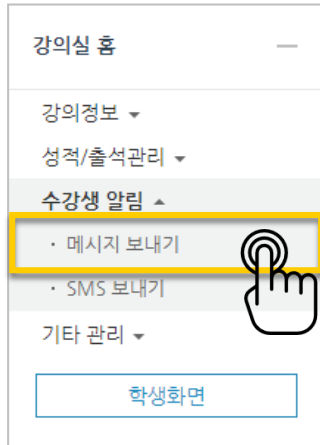 강의실 홈
강의정보
성적/출석관리
수강생 알림
· 메시지 보내기
· SMS 보내기
기타 관리
학생화면